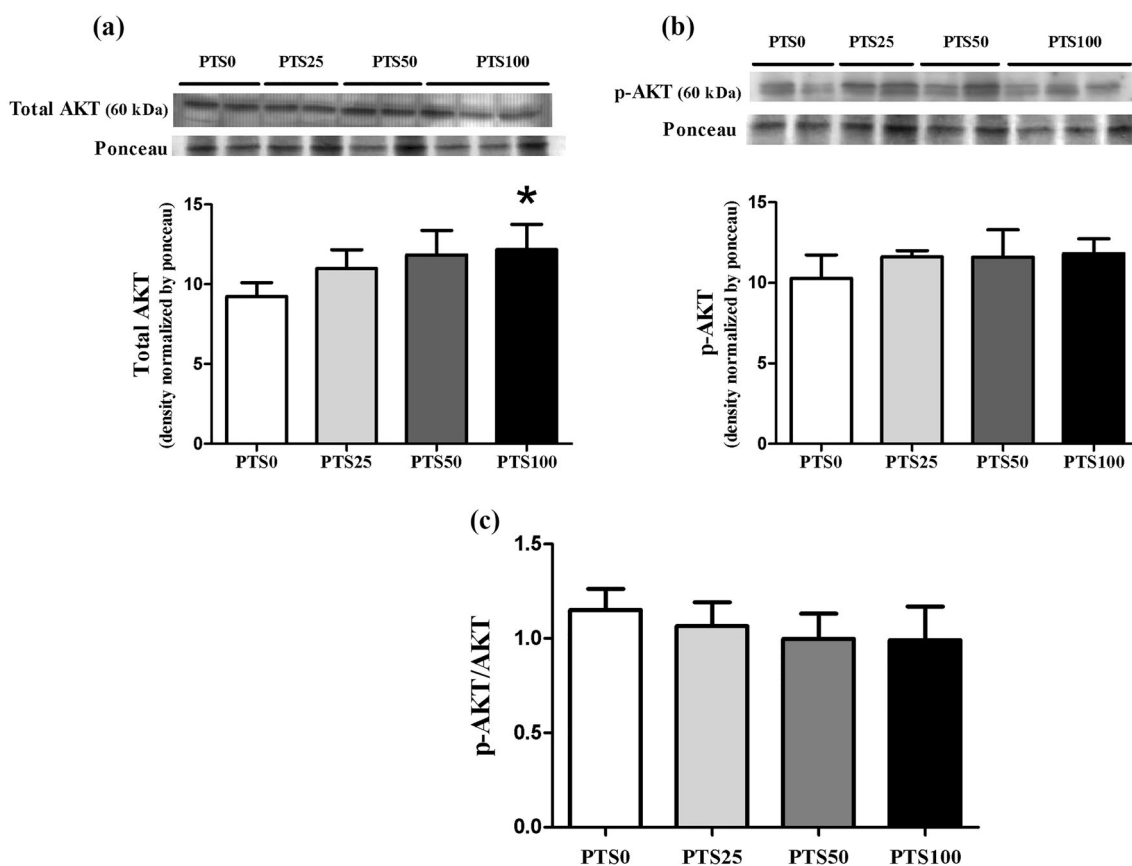 (a)
PTS0 PTS25 PTS50 PTS100
Total AKT (60 kDa)
Ponceau
Total AKT
(density normalized by ponceau)
15
10
5
0
*
PTS0 PTS25 PTS50 PTS100
(b)
PTS0 PTS25 PTS50 PTS100
p-AKT (60 kDa)
Ponceau
p-AKT
(density normalized by ponceau)
15
10
5
0
PTS0 PTS25 PTS50 PTS100
(c)
p-AKT/AKT
1.5
1.0
0.5
0.0
PTS0 PTS25 PTS50 PTS100